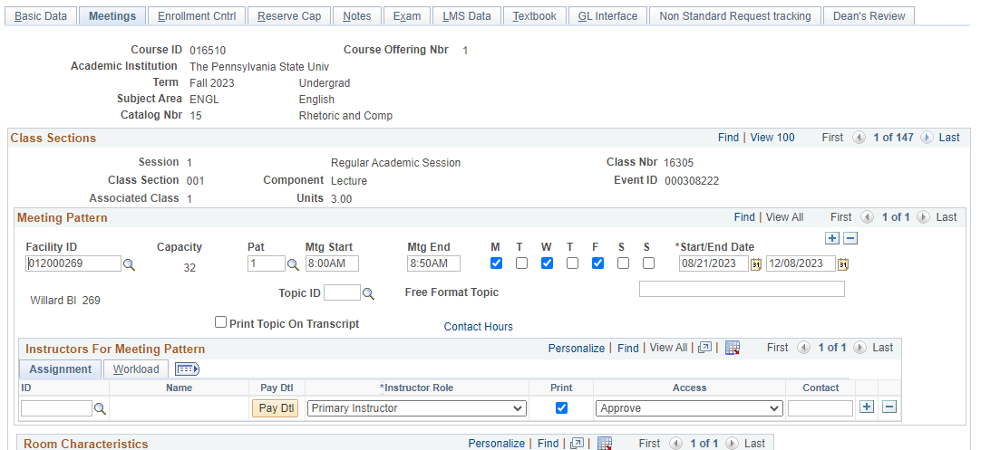 Basic Data Meetings Enrollment Cntrl Reserve Cap Notes Exam LMS Data Textbook GL Interface Non Standard Request tracking Dean's Review
Course ID 016510 Course Offering Nbr 1
Academic Institution The Pennsylvania State Univ
Term Fall 2023 Undergrad
Subject Area ENGL English
Catalog Nbr 15 Rhetoric and Comp
Class Sections Find | View 100 First 1 of 147 Last
Session 1 Regular Academic Session Class Nbr 16305
Class Section 001 Component Lecture Event ID 000308222
Associated Class 1 Units 3.00
Meeting Pattern Find | View All First 1 of 1 Last
Facility ID Capacity Pat Mtg Start Mtg End M T W T F S S *Start/End Date
012000269 32 1 8:00AM 8:50AM 08/21/2023 31 12/08/2023 31
Willard Bl 269 Topic ID Free Format Topic
Print Topic On Transcript Contact Hours
Instructors For Meeting Pattern Personalize | Find | View All | | First 1 of 1 Last
Assignment Workload
ID Name Pay Dtl *Instructor Role Print Access Contact
Pay Dtl Primary Instructor Approve
Room Characteristics Personalize | Find | | First 1 of 1 Last